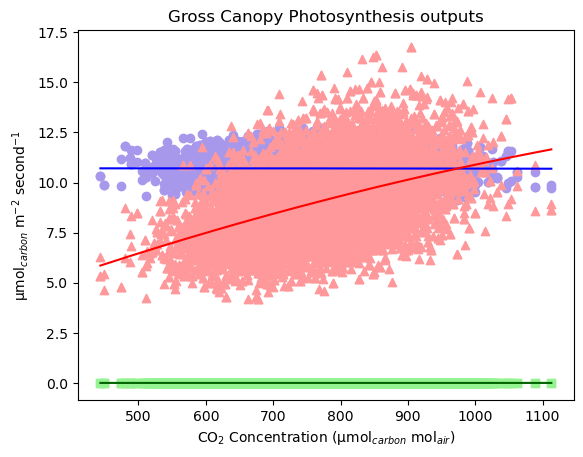 Gross Canopy Photosynthesis outputs
17.5
15.0
12.5
10.0
7.5
5.0
2.5
0.0
μmol_carbon m⁻² second⁻¹
500 600 700 800 900 1000 1100
CO₂ Concentration (μmol_carbon mol_air)